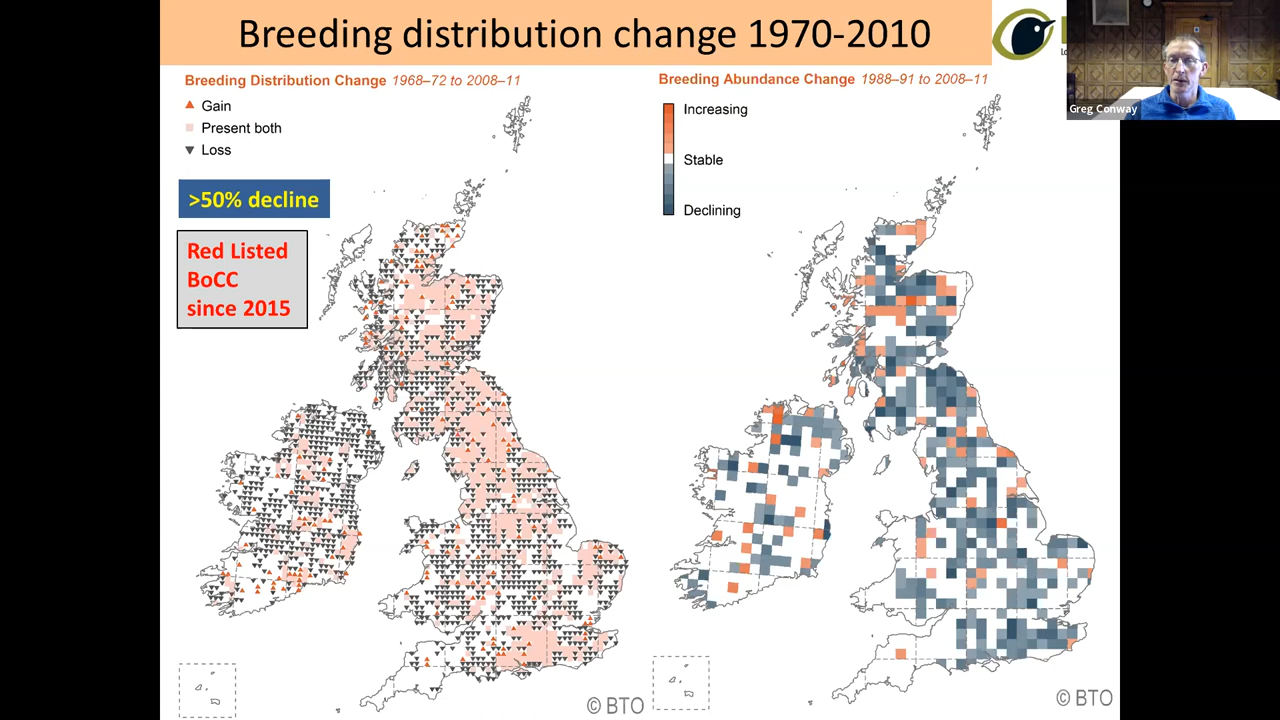 Breeding distribution change 1970-2010
Breeding Distribution Change 1968–72 to 2008–11
Gain
Present both
Loss
>50% decline
Red Listed
BoCC
since 2015
© BTO
Breeding Abundance Change 1988–91 to 2008–11
Increasing
Stable
Declining
© BTO
Greg Conway